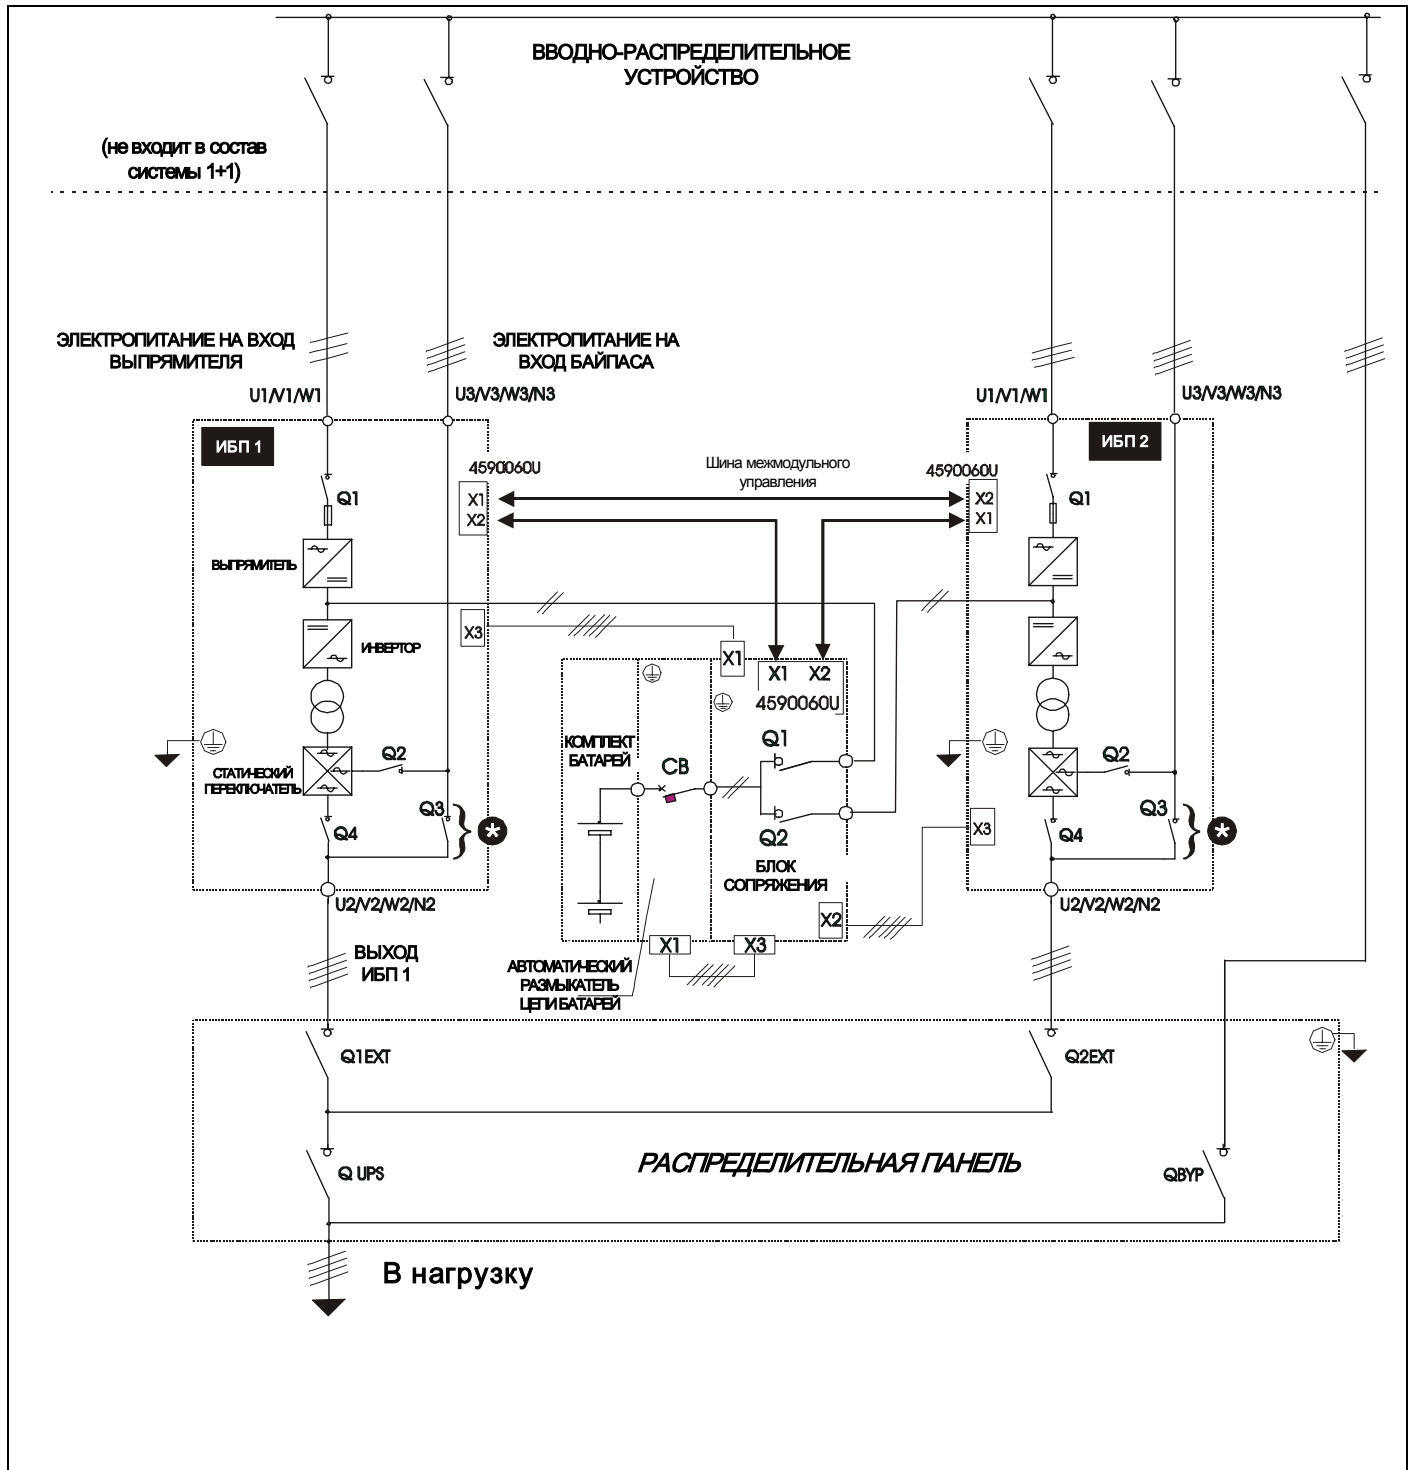 ВВОДНО-РАСПРЕДЕЛИТЕЛЬНОЕ
УСТРОЙСТВО
(не входит в состав
системы 1+1)
ЭЛЕКТРОПИТАНИЕ НА ВХОД
ВЫПРЯМИТЕЛЯ
ЭЛЕКТРОПИТАНИЕ НА
ВХОД БАЙПАСА
U1/V1/W1
U3/V3/W3/N3
U1/V1/W1
U3/V3/W3/N3
ИБП 1
ИБП 2
4590060U
Шина межмодульного
управления
4590060U
Q1
X1
X2
X2
X1
Q1
ВЫПРЯМИТЕЛЬ
X3
ИНВЕРТОР
X1
X1 X2
4590060U
Q1
КОМПЛЕКТ
БАТАРЕЙ
CB
Q2
СТАТИЧЕСКИЙ
ПЕРЕКЛЮЧАТЕЛЬ
Q2
Q3
Q4
*
Q2
Q3
Q4
*
X3
БЛОК
СОПРЯЖЕНИЯ
U2/V2/W2/N2
U2/V2/W2/N2
X2
X1
X3
ВЫХОД
ИБП 1
АВТОМАТИЧЕСКИЙ
РАЗМЫКАТЕЛЬ
ЦЕПИ БАТАРЕЙ
Q1EXT
Q2EXT
Q UPS
РАСПРЕДЕЛИТЕЛЬНАЯ ПАНЕЛЬ
QBYP
В нагрузку